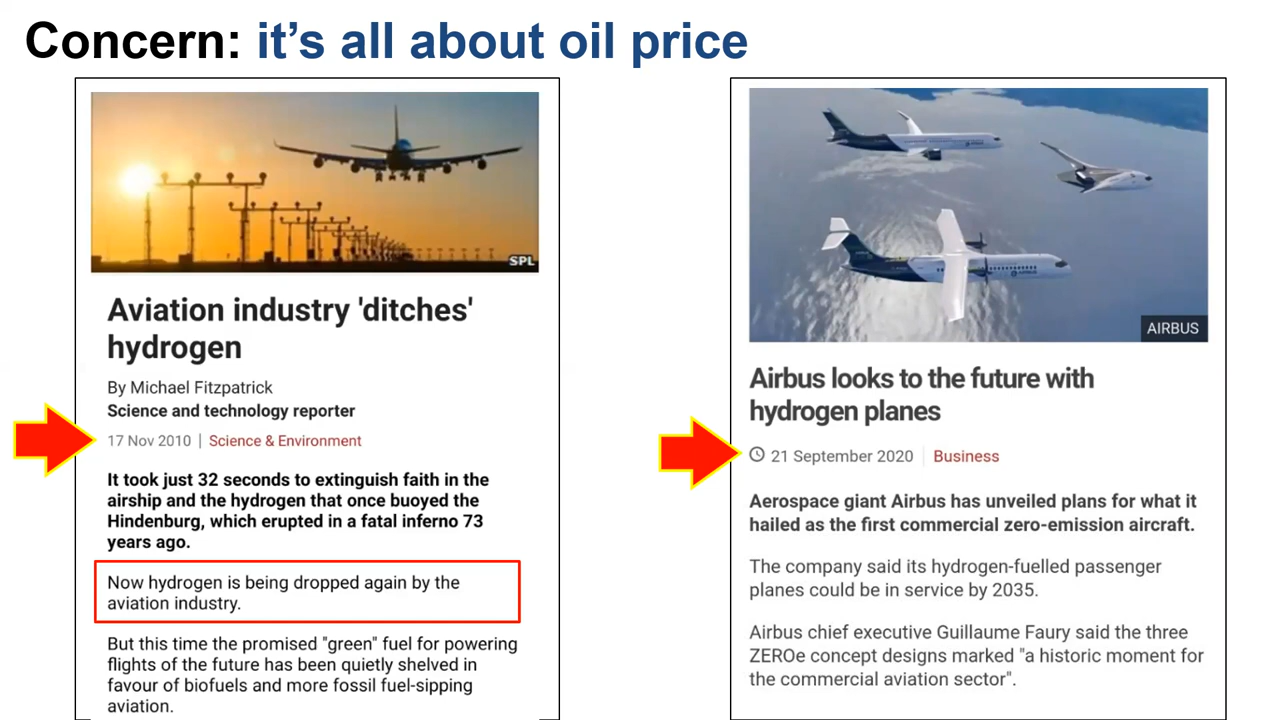 Concern: it's all about oil price
SPL
Aviation industry 'ditches'
hydrogen
By Michael Fitzpatrick
Science and technology reporter
17 Nov 2010 | Science & Environment
It took just 32 seconds to extinguish faith in the
airship and the hydrogen that once buoyed the
Hindenburg, which erupted in a fatal inferno 73
years ago.
Now hydrogen is being dropped again by the
aviation industry.
But this time the promised "green" fuel for powering
flights of the future has been quietly shelved in
favour of biofuels and more fossil fuel-sipping
aviation.
AIRBUS
Airbus looks to the future with
hydrogen planes
21 September 2020 | Business
Aerospace giant Airbus has unveiled plans for what it
hailed as the first commercial zero-emission aircraft.
The company said its hydrogen-fuelled passenger
planes could be in service by 2035.
Airbus chief executive Guillaume Faury said the three
ZEROe concept designs marked "a historic moment for
the commercial aviation sector".